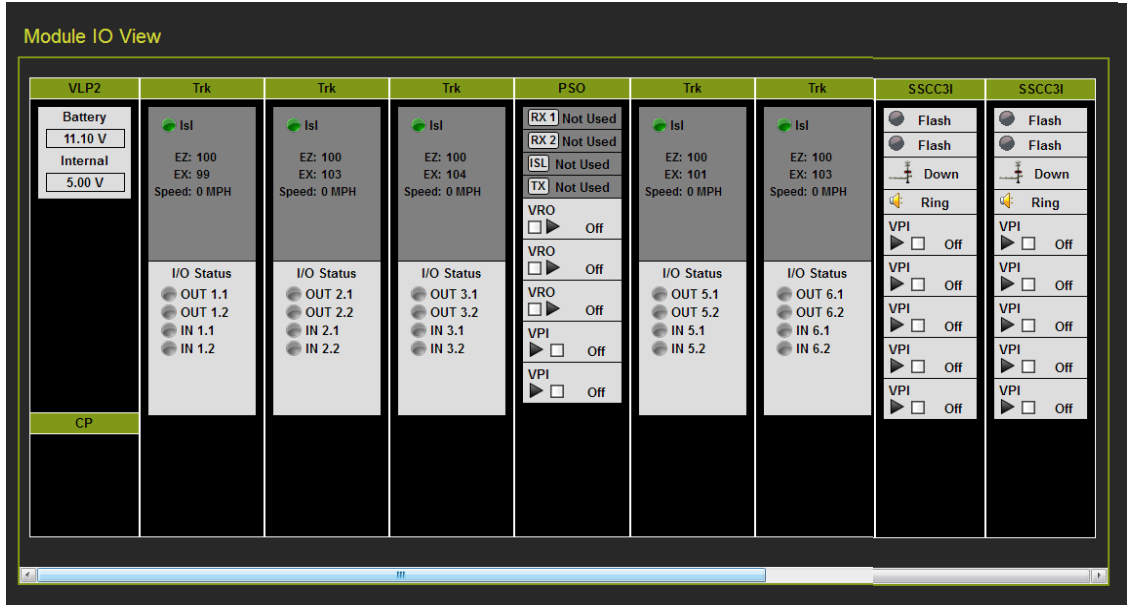 Module IO View
VLP2
Battery
11.10 V
Internal
5.00 V
CP
Trk
Isl
EZ: 100
EX: 99
Speed: 0 MPH
I/O Status
OUT 1.1
OUT 1.2
IN 1.1
IN 1.2
Trk
Isl
EZ: 100
EX: 103
Speed: 0 MPH
I/O Status
OUT 2.1
OUT 2.2
IN 2.1
IN 2.2
Trk
Isl
EZ: 100
EX: 104
Speed: 0 MPH
I/O Status
OUT 3.1
OUT 3.2
IN 3.1
IN 3.2
PSO
RX 1 Not Used
RX 2 Not Used
ISL Not Used
TX Not Used
VRO
Off
VRO
Off
VRO
Off
VPI
Off
VPI
Off
Trk
Isl
EZ: 100
EX: 101
Speed: 0 MPH
I/O Status
OUT 5.1
OUT 5.2
IN 5.1
IN 5.2
Trk
Isl
EZ: 100
EX: 103
Speed: 0 MPH
I/O Status
OUT 6.1
OUT 6.2
IN 6.1
IN 6.2
SSCC3I
Flash
Flash
Down
Ring
VPI
Off
VPI
Off
VPI
Off
VPI
Off
VPI
Off
SSCC3I
Flash
Flash
Down
Ring
VPI
Off
VPI
Off
VPI
Off
VPI
Off
VPI
Off